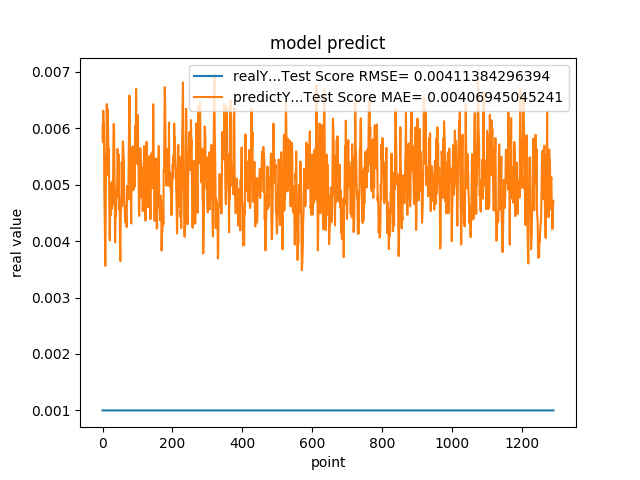 model predict
realY...Test Score RMSE= 0.00411384296394
predictY...Test Score MAE= 0.00406945045241
0.007
0.006
0.005
0.004
0.003
0.002
0.001
real value
0 200 400 600 800 1000 1200
point